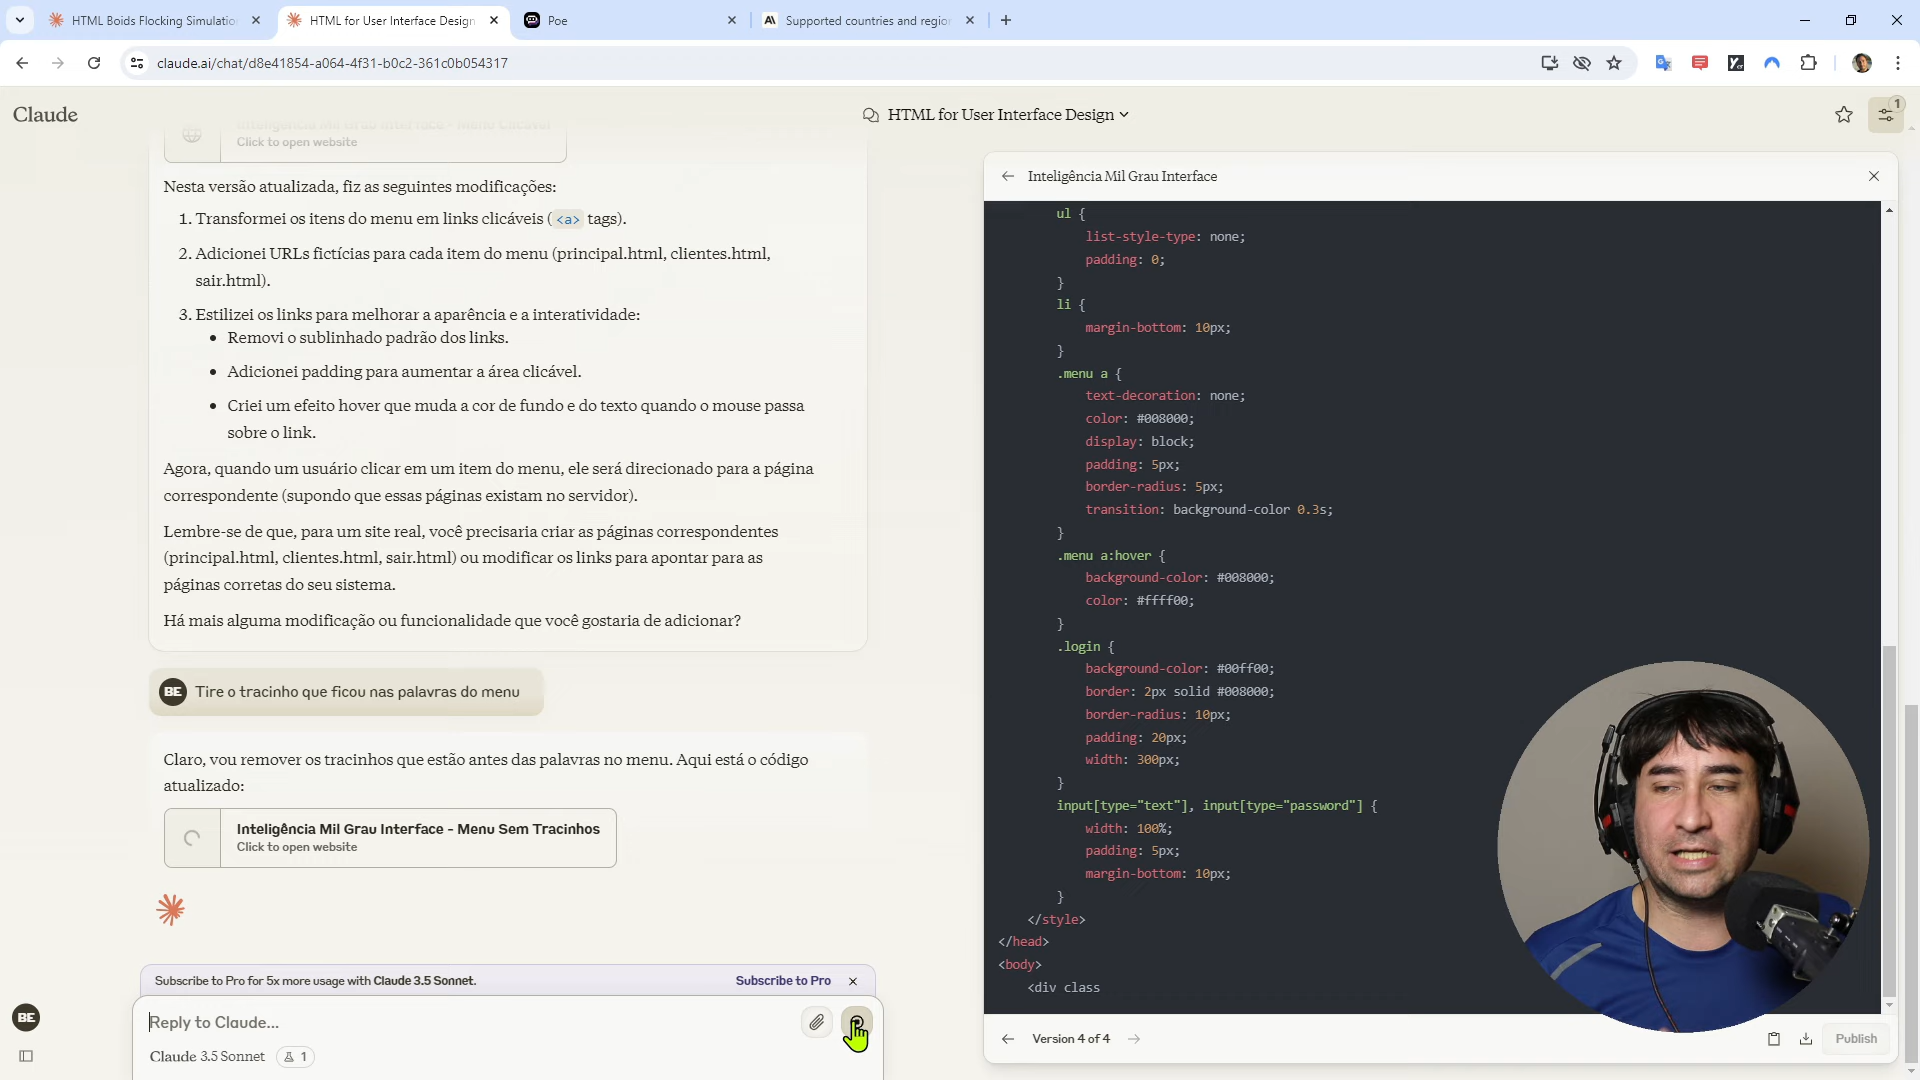 HTML Boids Flocking Simulation
HTML for User Interface Design
Poe
Supported countries and region
claude.ai/chat/d8e41854-a064-4f31-b0c2-361c0b054317
Claude
HTML for User Interface Design
1
Inteligência Mil Grau Interface - Menu Clicável
Click to open website
Nesta versão atualizada, fiz as seguintes modificações:
1. Transformei os itens do menu em links clicáveis ( <a> tags).
2. Adicionei URLs fictícias para cada item do menu (principal.html, clientes.html,
sair.html).
3. Estilizei os links para melhorar a aparência e a interatividade:
• Removi o sublinhado padrão dos links.
• Adicionei padding para aumentar a área clicável.
• Criei um efeito hover que muda a cor de fundo e do texto quando o mouse passa
sobre o link.
Agora, quando um usuário clicar em um item do menu, ele será direcionado para a página
correspondente (supondo que essas páginas existam no servidor).
Lembre-se de que, para um site real, você precisaria criar as páginas correspondentes
(principal.html, clientes.html, sair.html) ou modificar os links para apontar para as
páginas corretas do seu sistema.
Há mais alguma modificação ou funcionalidade que você gostaria de adicionar?
BE Tire o tracinho que ficou nas palavras do menu
Claro, vou remover os tracinhos que estão antes das palavras no menu. Aqui está o código
atualizado:
Inteligência Mil Grau Interface - Menu Sem Tracinhos
Click to open website
Subscribe to Pro for 5x more usage with Claude 3.5 Sonnet. Subscribe to Pro
BE
Reply to Claude...
Claude 3.5 Sonnet 1
Inteligência Mil Grau Interface
ul {
list-style-type: none;
padding: 0;
}
li {
margin-bottom: 10px;
}
.menu a {
text-decoration: none;
color: #008000;
display: block;
padding: 5px;
border-radius: 5px;
transition: background-color 0.3s;
}
.menu a:hover {
background-color: #008000;
color: #ffff00;
}
.login {
background-color: #00ff00;
border: 2px solid #008000;
border-radius: 10px;
padding: 20px;
width: 300px;
}
input[type="text"], input[type="password"] {
width: 100%;
padding: 5px;
margin-bottom: 10px;
}
</style>
</head>
<body>
<div class
Version 4 of 4
Publish